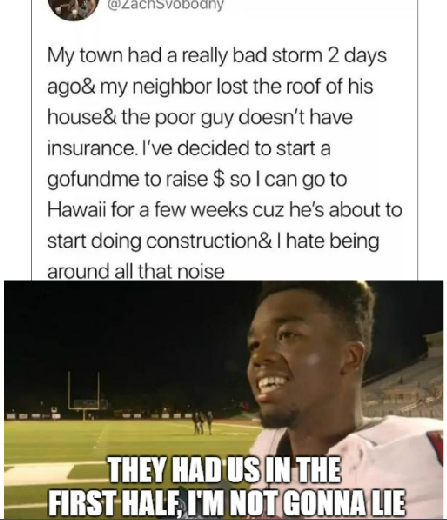 @ZachSvobodny
My town had a really bad storm 2 days
ago& my neighbor lost the roof of his
house& the poor guy doesn't have
insurance. I've decided to start a
gofundme to raise $ so I can go to
Hawaii for a few weeks cuz he's about to
start doing construction& I hate being
around all that noise
THEY HAD US IN THE
FIRST HALF, I'M NOT GONNA LIE